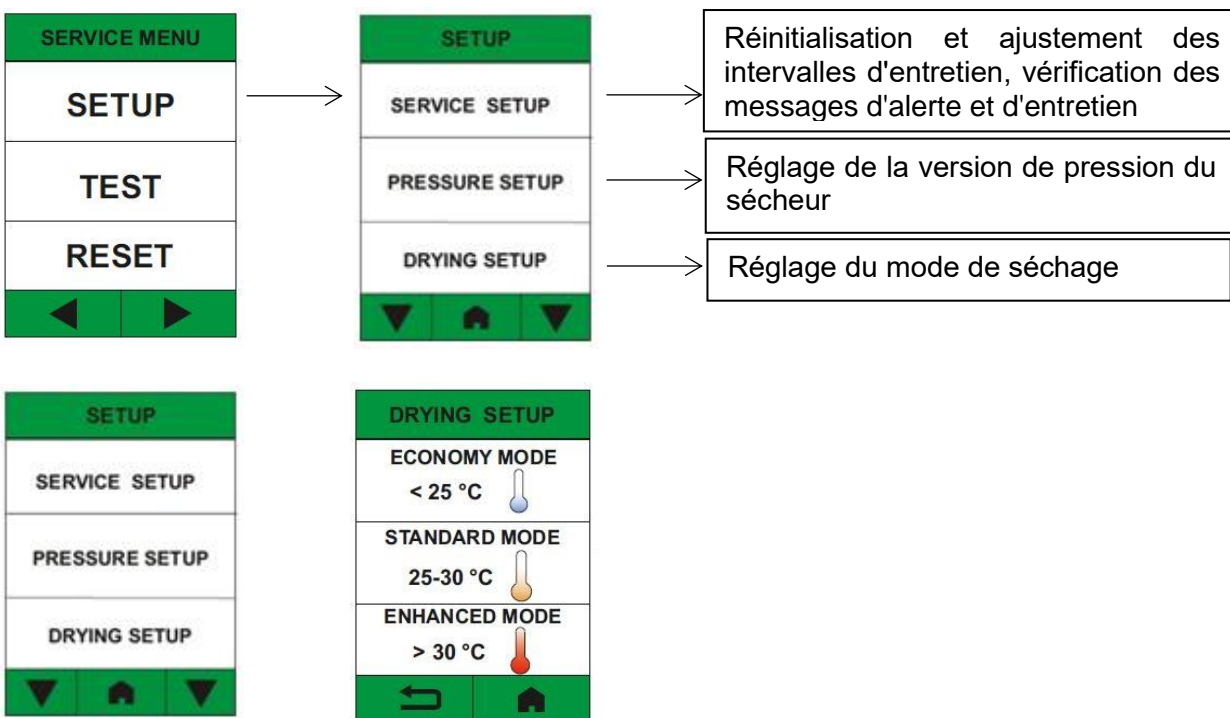 SERVICE MENU
SETUP
TEST
RESET
SETUP
SERVICE SETUP
PRESSURE SETUP
DRYING SETUP
Réinitialisation et ajustement des
intervalles d'entretien, vérification des
messages d'alerte et d'entretien
Réglage de la version de pression du
sécheur
Réglage du mode de séchage
SETUP
SERVICE SETUP
PRESSURE SETUP
DRYING SETUP
DRYING SETUP
ECONOMY MODE
< 25 °C
STANDARD MODE
25-30 °C
ENHANCED MODE
> 30 °C